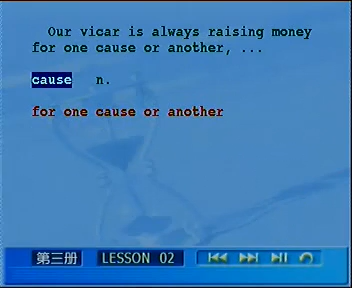 Our vicar is always raising money
for one cause or another, ...
cause n.
for one cause or another
第三册 LESSON 02